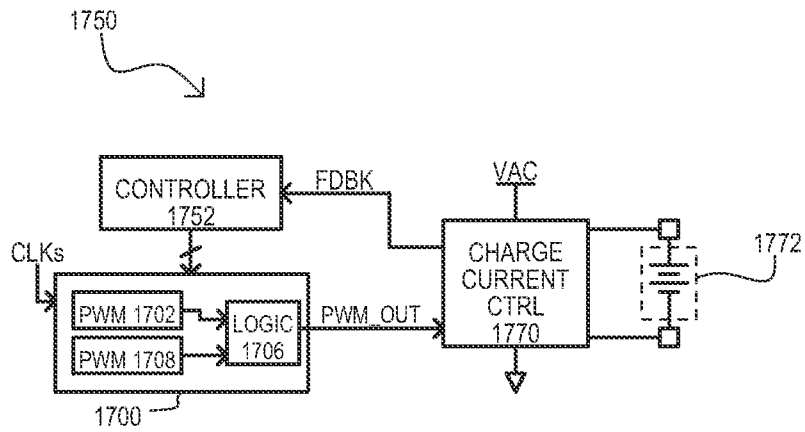 1750
CONTROLLER
1752
FDBK
VAC
CLKs
PWM 1702
PWM 1708
LOGIC
1706
PWM_OUT
CHARGE
CURRENT
CTRL
1770
1772
1700